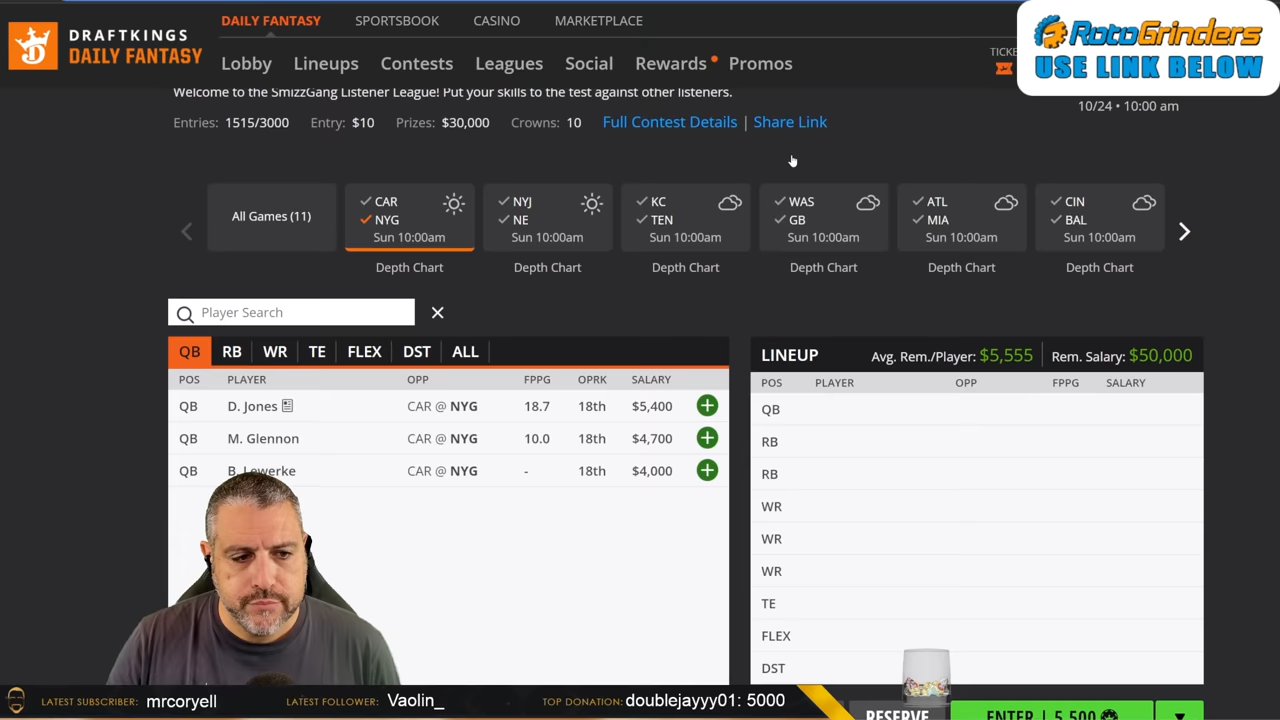 DAILY FANTASY SPORTSBOOK CASINO MARKETPLACE
DRAFTKINGS
DAILY FANTASY
Lobby Lineups Contests Leagues Social Rewards Promos
TICKE
RotoGrinders
USE LINK BELOW
Welcome to the SmizzGang Listener League! Put your skills to the test against other listeners.
10/24 • 10:00 am
Entries: 1515/3000 Entry: $10 Prizes: $30,000 Crowns: 10 Full Contest Details | Share Link
All Games (11)
CAR
NYG
Sun 10:00am
Depth Chart
NYJ
NE
Sun 10:00am
Depth Chart
KC
TEN
Sun 10:00am
Depth Chart
WAS
GB
Sun 10:00am
Depth Chart
ATL
MIA
Sun 10:00am
Depth Chart
CIN
BAL
Sun 10:00am
Depth Chart
Player Search
QB RB WR TE FLEX DST ALL
POS PLAYER OPP FPPG OPRK SALARY
QB D. Jones CAR @ NYG 18.7 18th $5,400
QB M. Glennon CAR @ NYG 10.0 18th $4,700
QB B. Lewerke CAR @ NYG - 18th $4,000
LINEUP Avg. Rem./Player: $5,555 Rem. Salary: $50,000
POS PLAYER OPP FPPG SALARY
QB
RB
RB
WR
WR
WR
TE
FLEX
DST
RESERVE ENTER | 5,500
LATEST SUBSCRIBER: mrcoryell LATEST FOLLOWER: Vaolin_ TOP DONATION: doublejayyy01: 5000